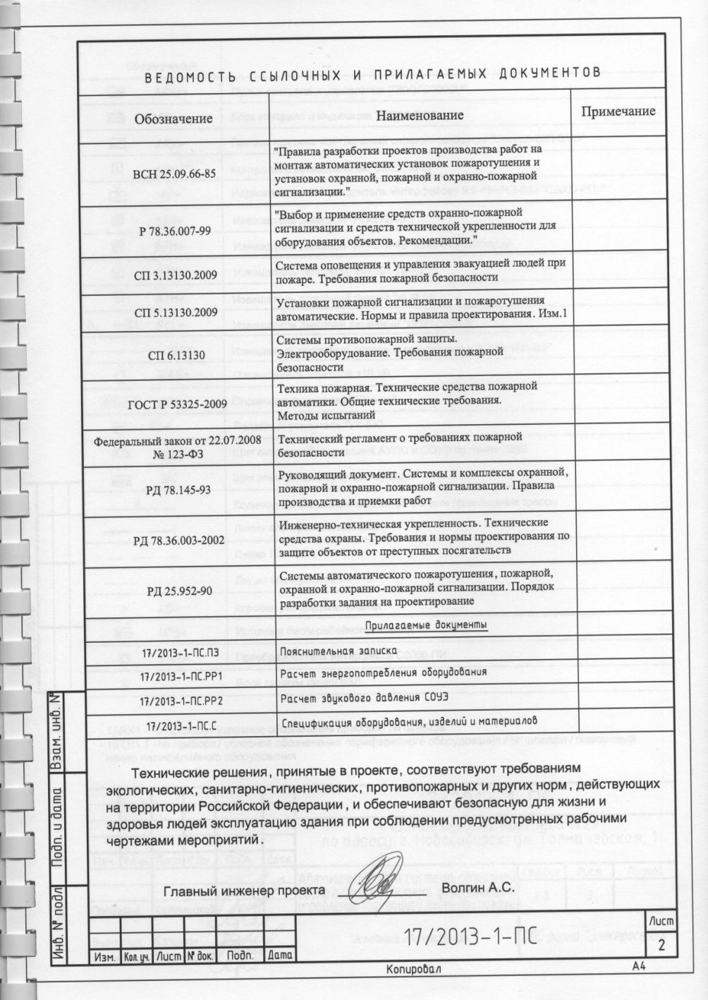 ВЕДОМОСТЬ ССЫЛОЧНЫХ И ПРИЛАГАЕМЫХ ДОКУМЕНТОВ
Обозначение Наименование Примечание
ВСН 25.09.66-85
"Правила разработки проектов производства работ на
монтаж автоматических установок пожаротушения и
установок охранной, пожарной и охранно-пожарной
сигнализации."
Р 78.36.007-99
"Выбор и применение средств охранно-пожарной
сигнализации и средств технической укрепленности для
оборудования объектов. Рекомендации."
СП 3.13130.2009
Система оповещения и управления эвакуацией людей при
пожаре. Требования пожарной безопасности
СП 5.13130.2009
Установки пожарной сигнализации и пожаротушения
автоматические. Нормы и правила проектирования. Изм.1
СП 6.13130
Системы противопожарной защиты.
Электрооборудование. Требования пожарной
безопасности
ГОСТ Р 53325-2009
Техника пожарная. Технические средства пожарной
автоматики. Общие технические требования.
Методы испытаний
Федеральный закон от 22.07.2008
№ 123-ФЗ
Технический регламент о требованиях пожарной
безопасности
РД 78.145-93
Руководящий документ. Системы и комплексы охранной,
пожарной и охранно-пожарной сигнализации. Правила
производства и приемки работ
РД 78.36.003-2002
Инженерно-техническая укрепленность. Технические
средства охраны. Требования и нормы проектирования по
защите объектов от преступных посягательств
РД 25.952-90
Системы автоматического пожаротушения, пожарной,
охранной и охранно-пожарной сигнализации. Порядок
разработки задания на проектирование
Прилагаемые документы
17/2013-1-ПС.ПЗ Пояснительная записка
17/2013-1-ПС.РР1 Расчет энергопотребления оборудования
17/2013-1-ПС.РР2 Расчет звукового давления СОУЭ
17/2013-1-ПС.С Спецификация оборудования, изделий и материалов
Технические решения, принятые в проекте, соответствуют требованиям
экологических, санитарно-гигиенических, противопожарных и других норм, действующих
на территории Российской Федерации, и обеспечивают безопасную для жизни и
здоровья людей эксплуатацию здания при соблюдении предусмотренных рабочими
чертежами мероприятий.
Главный инженер проекта Волгин А.С.
Взам. инв. №
Подп. и дата
Инв. № подл
Изм. Кол. уч. Лист № док. Подп. Дата
17/2013-1-ПС
Лист
2
Копировал А4